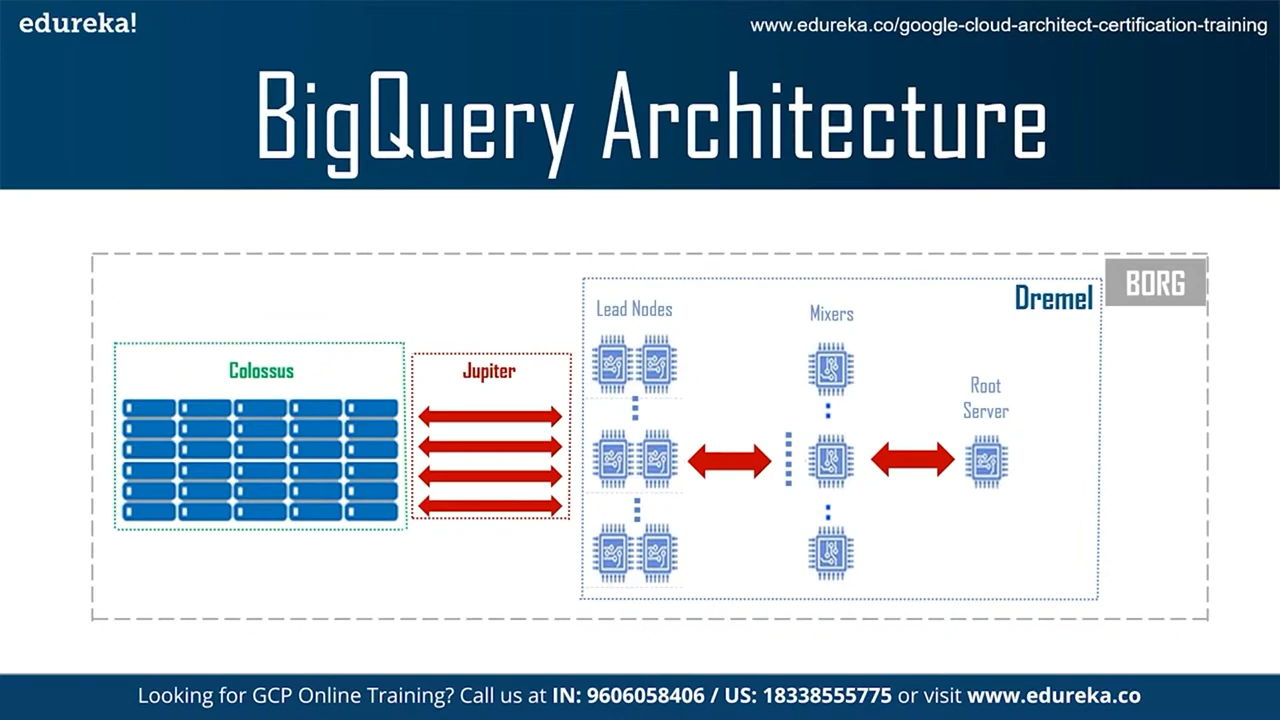 edureka!
www.edureka.co/google-cloud-architect-certification-training
BigQuery Architecture
BORG
Dremel
Lead Nodes
Mixers
Colossus
Jupiter
Root
Server
Looking for GCP Online Training? Call us at IN: 9606058406 / US: 18338555775 or visit www.edureka.co